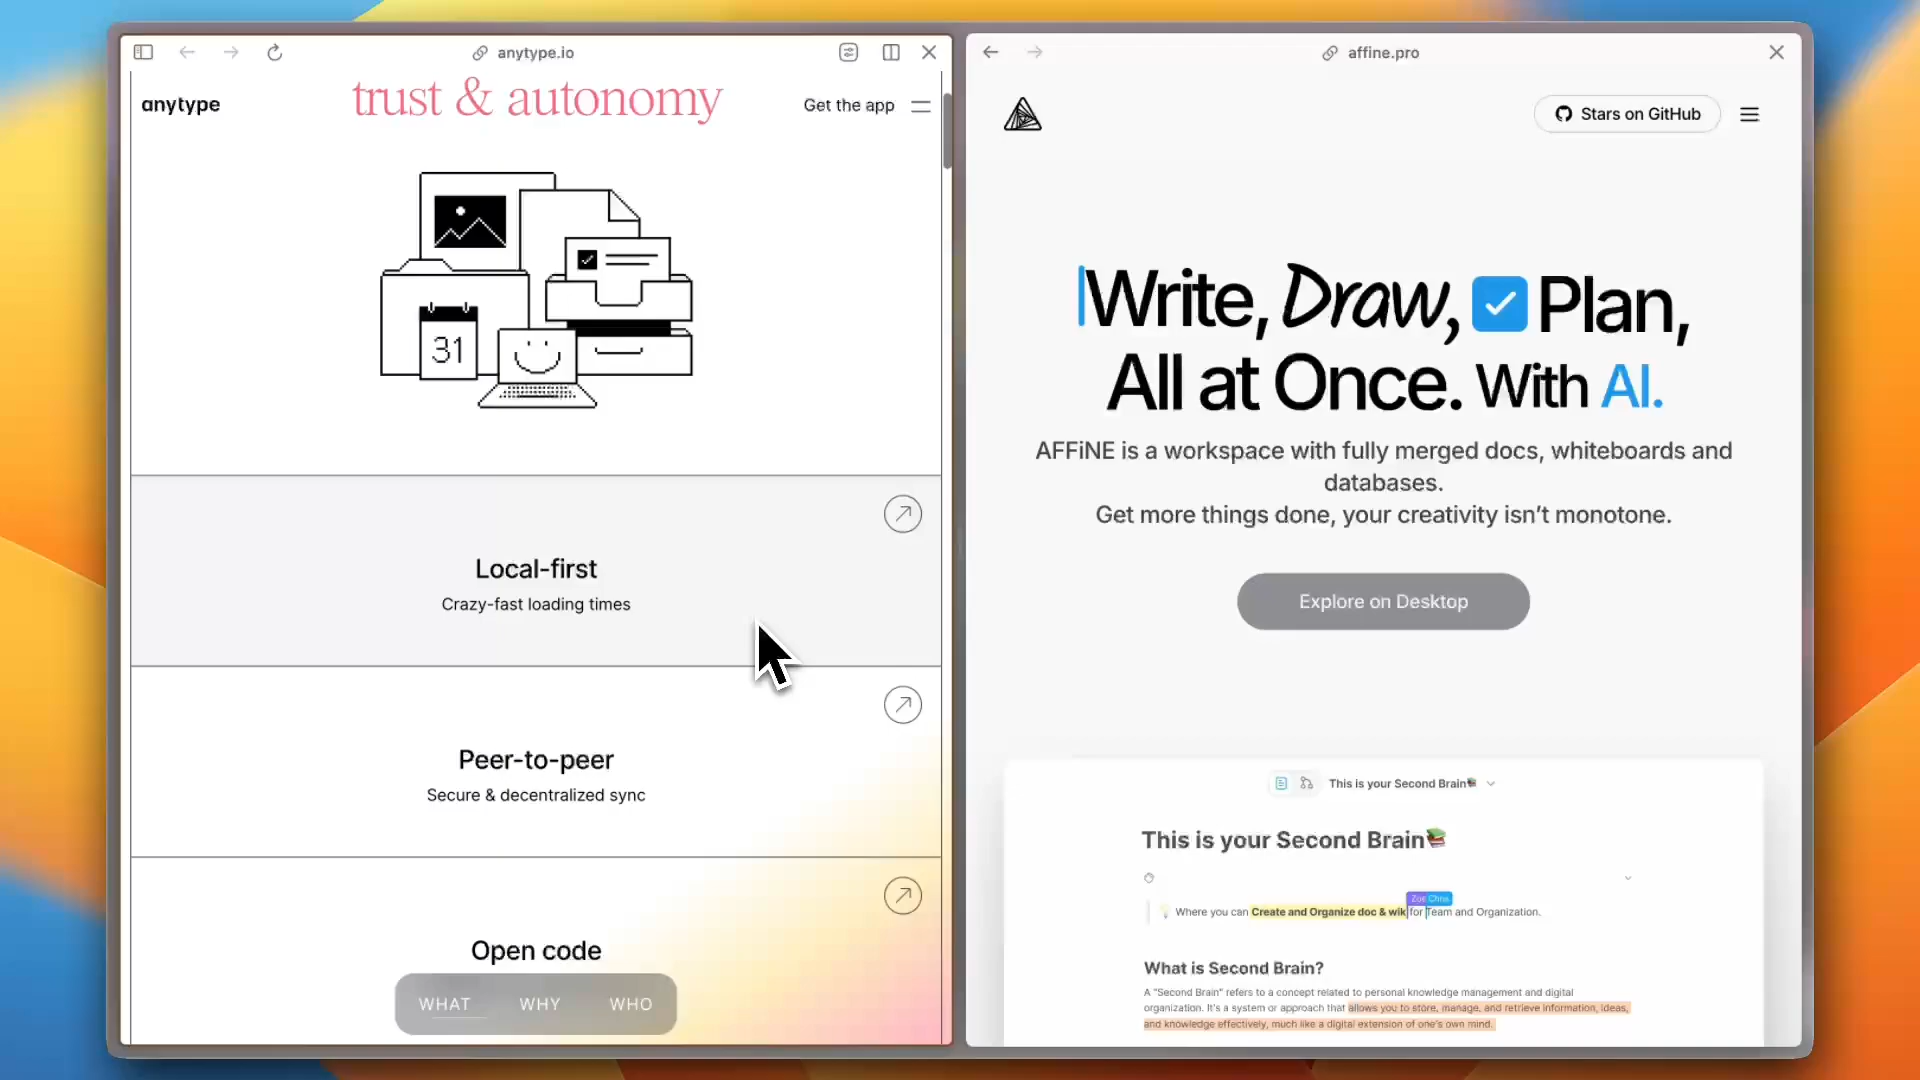 anytype.io
anytype
trust & autonomy
Get the app
31
Local-first
Crazy-fast loading times
Peer-to-peer
Secure & decentralized sync
Open code
WHAT WHY WHO
affine.pro
Stars on GitHub
Write, Draw, Plan,
All at Once. With AI.
AFFiNE is a workspace with fully merged docs, whiteboards and
databases.
Get more things done, your creativity isn't monotone.
Explore on Desktop
This is your Second Brain
This is your Second Brain
Zoe Chris
Where you can Create and Organize doc & wik for Team and Organization.
What is Second Brain?
A "Second Brain" refers to a concept related to personal knowledge management and digital
organization. It's a system or approach that allows you to store, manage, and retrieve information, ideas,
and knowledge effectively, much like a digital extension of one's own mind.